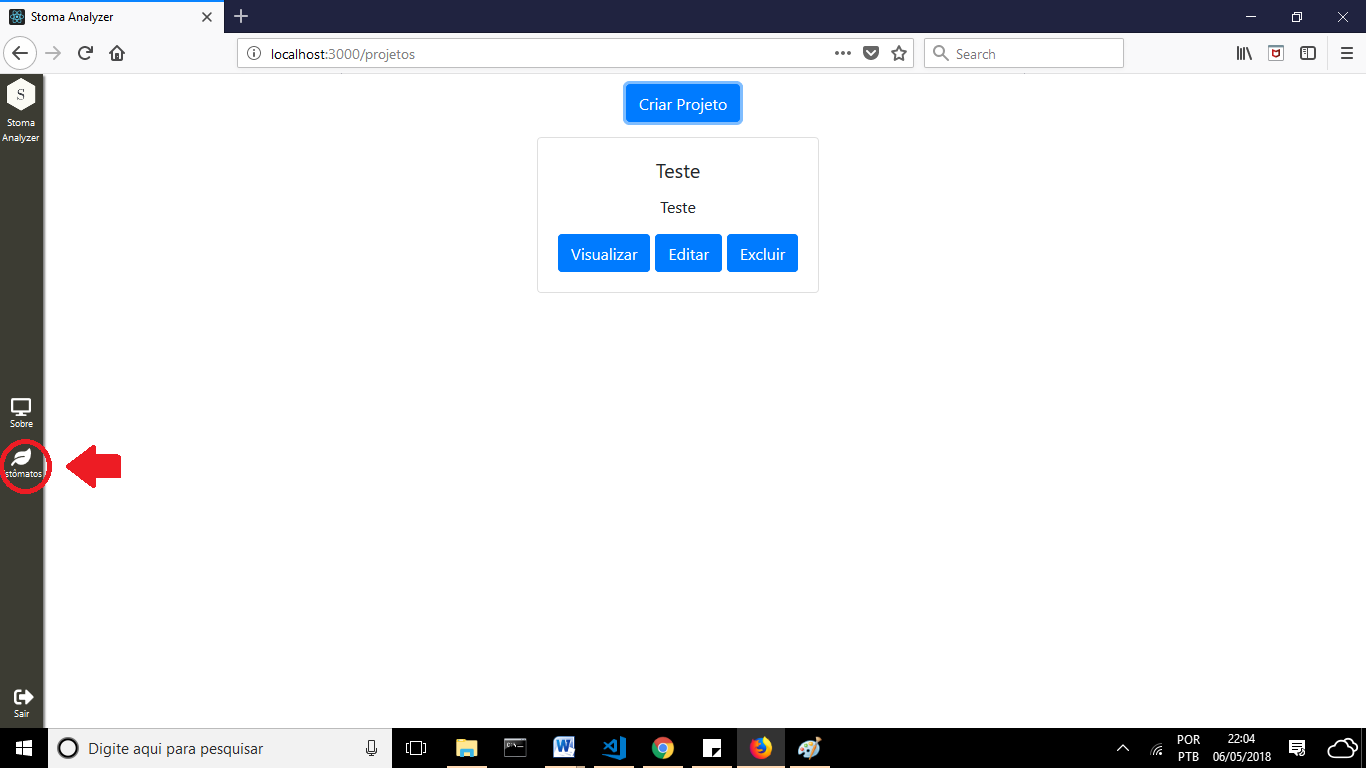 Stoma Analyzer
localhost:3000/projetos
Search
S
Stoma
Analyzer
Criar Projeto
Teste
Teste
Visualizar Editar Excluir
Sobre
stômatos
Sair
Digite aqui para pesquisar
POR
PTB
22:04
06/05/2018